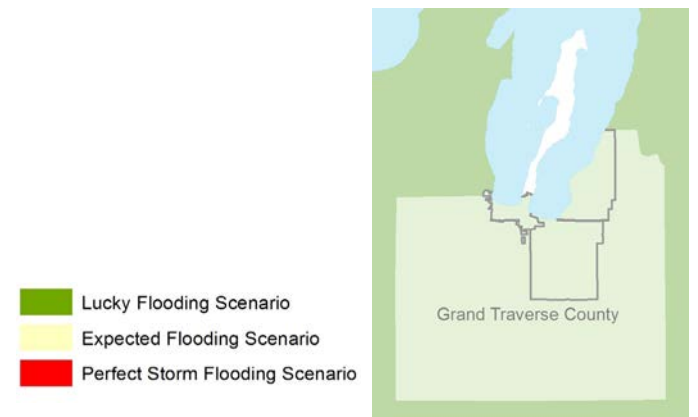 Lucky Flooding Scenario
Expected Flooding Scenario
Perfect Storm Flooding Scenario
Grand Traverse County